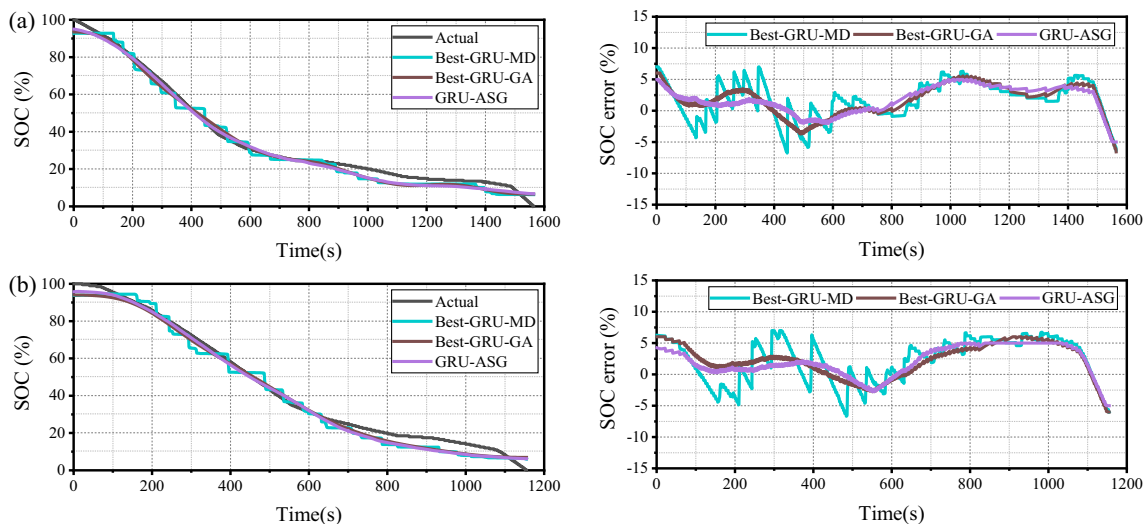 (a)
100
80
60
40
20
0
SOC (%)
Actual
Best-GRU-MD
Best-GRU-GA
GRU-ASG
0 200 400 600 800 1000 1200 1400 1600
Time(s)
15
10
5
0
5
-10
-15
SOC error (%)
Best-GRU-MD Best-GRU-GA GRU-ASG
0 200 400 600 800 1000 1200 1400 1600
Time(s)
(b)
100
80
60
40
20
0
SOC (%)
Actual
Best-GRU-MD
Best-GRU-GA
GRU-ASG
0 200 400 600 800 1000 1200
Time(s)
15
10
5
0
5
-10
-15
SOC error (%)
Best-GRU-MD Best-GRU-GA GRU-ASG
0 200 400 600 800 1000 1200
Time(s)